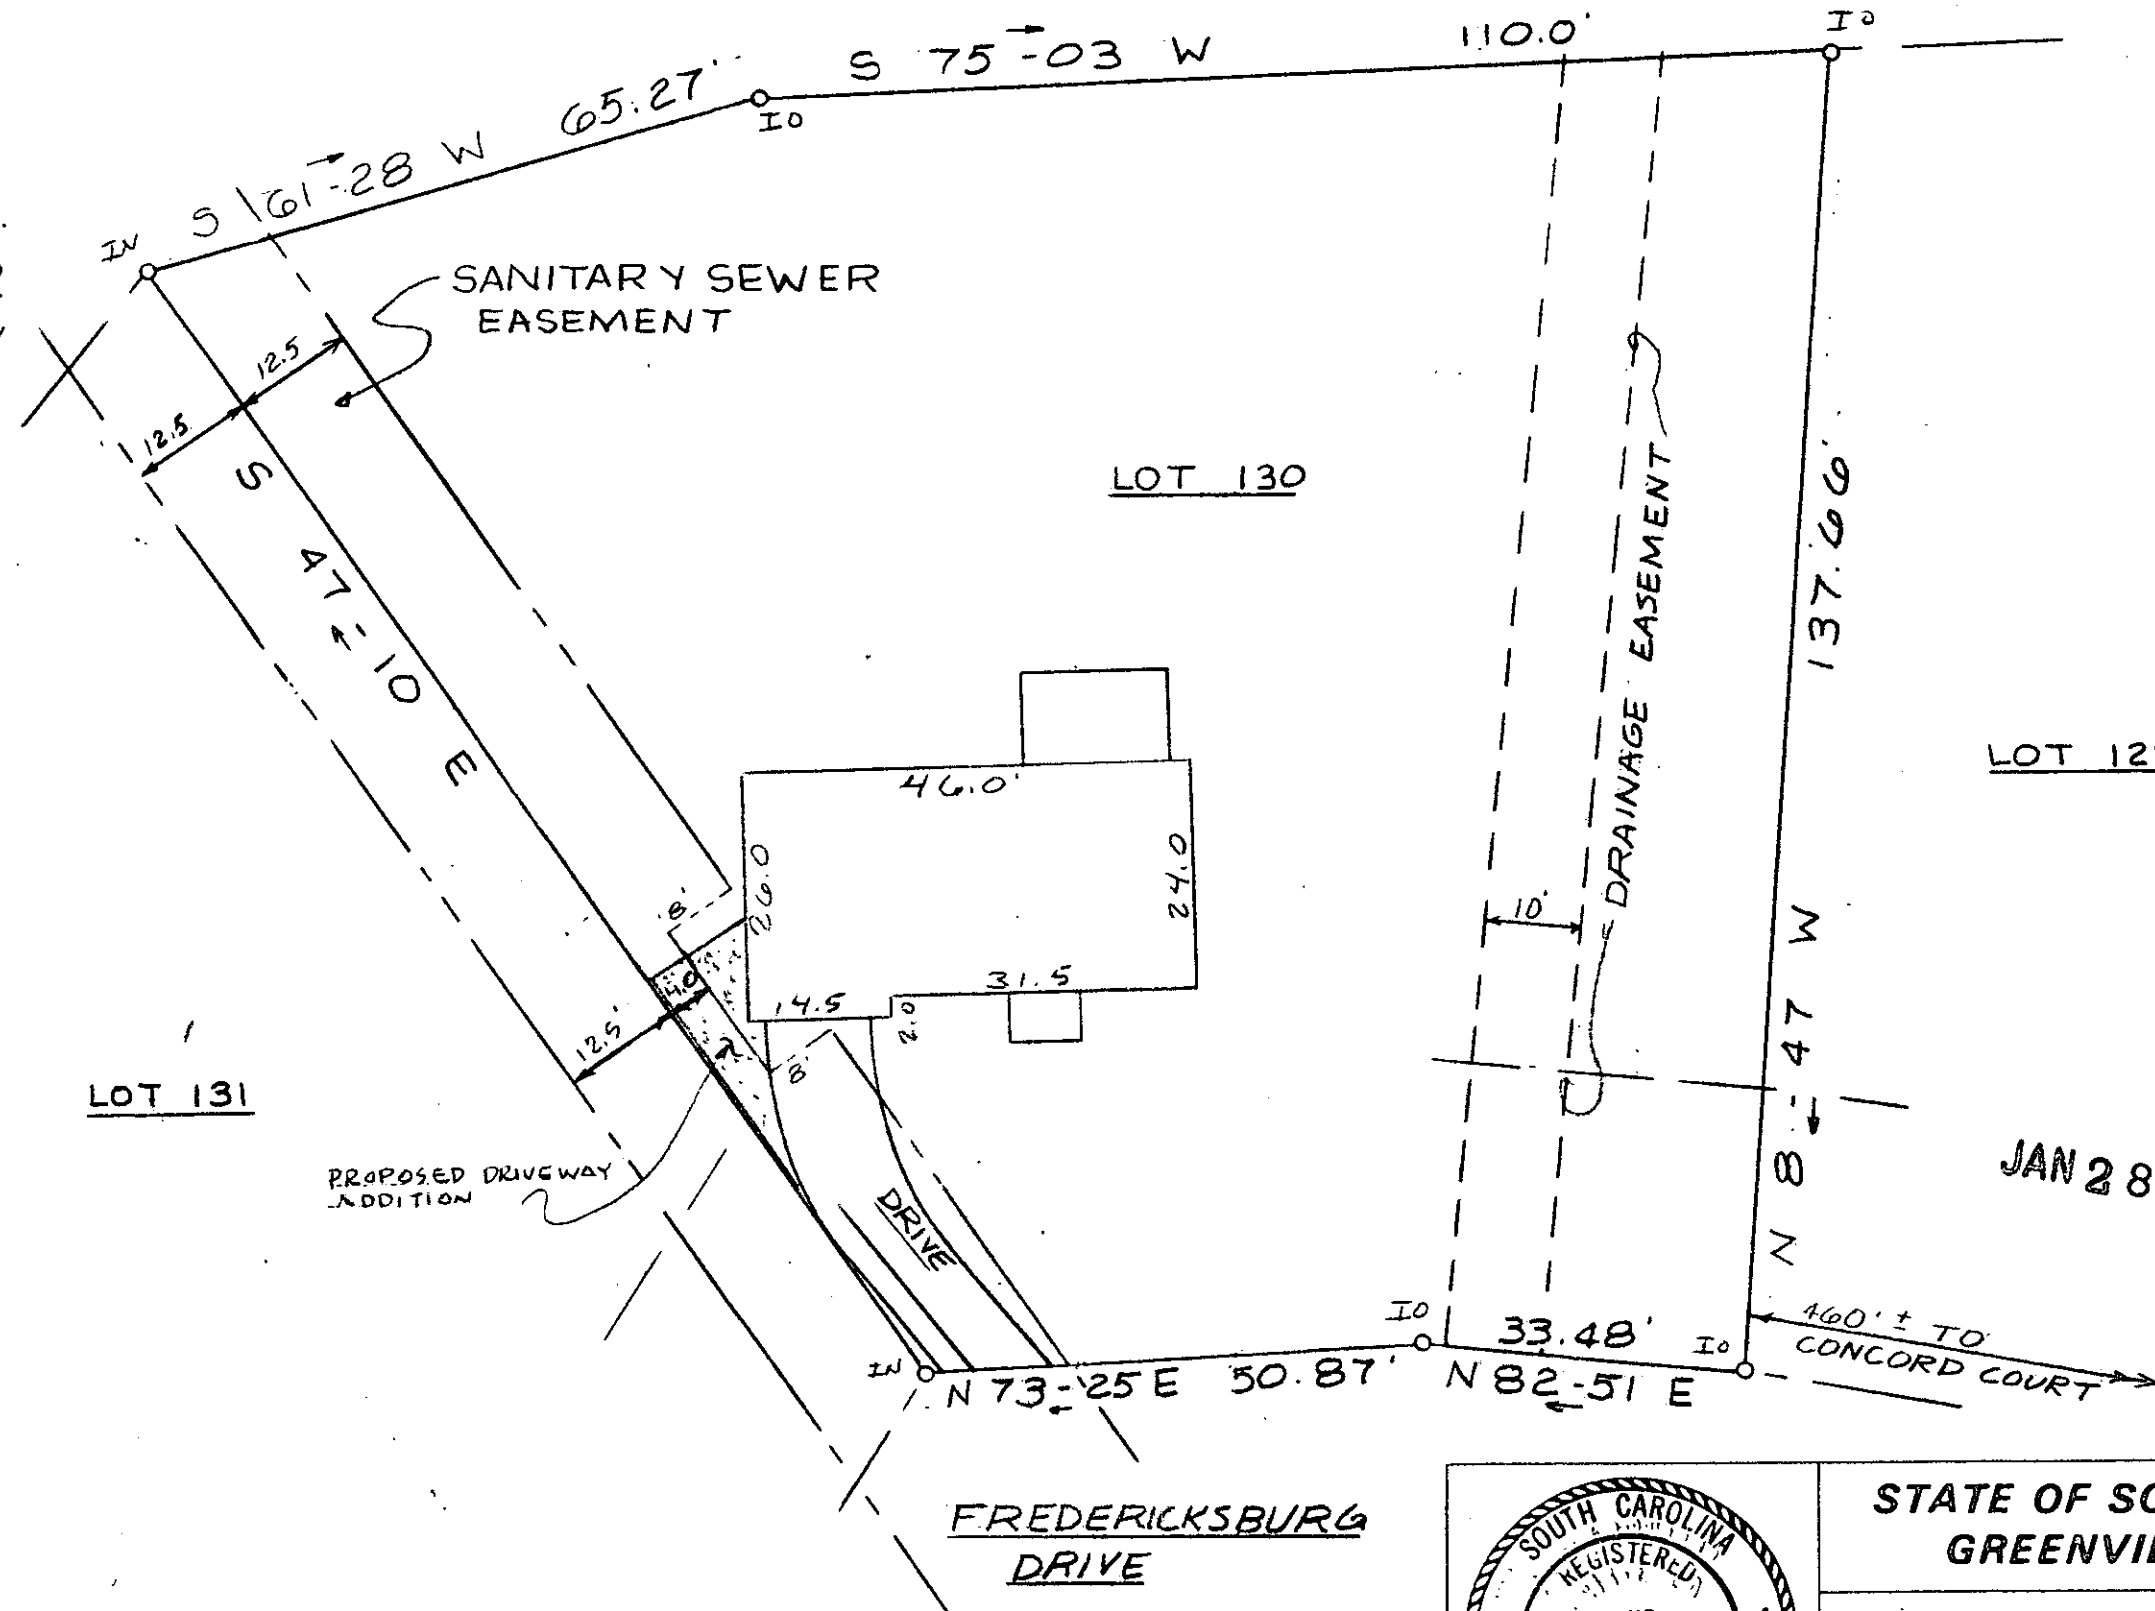 S 75-03 W 110.0'
IO
S 61-28 W 65.27'
IO
IN
SANITARY SEWER
EASEMENT
12.5
12.5
S 47-10 E
LOT 130
137.66'
DRAINAGE EASEMENT
46.0'
26.0
24.0
10'
8'
4.0
12.5'
14.5
31.5
2.0
8'
N 8-47 W
LOT 131
PROPOSED DRIVEWAY
ADDITION
DRIVE
JAN 28
IO
33.48'
IO
460' ± TO
CONCORD COURT
IN
N 73-25 E 50.87'
N 82-51 E
FREDERICKSBURG
DRIVE
SOUTH CAROLINA
REGISTERED
STATE OF